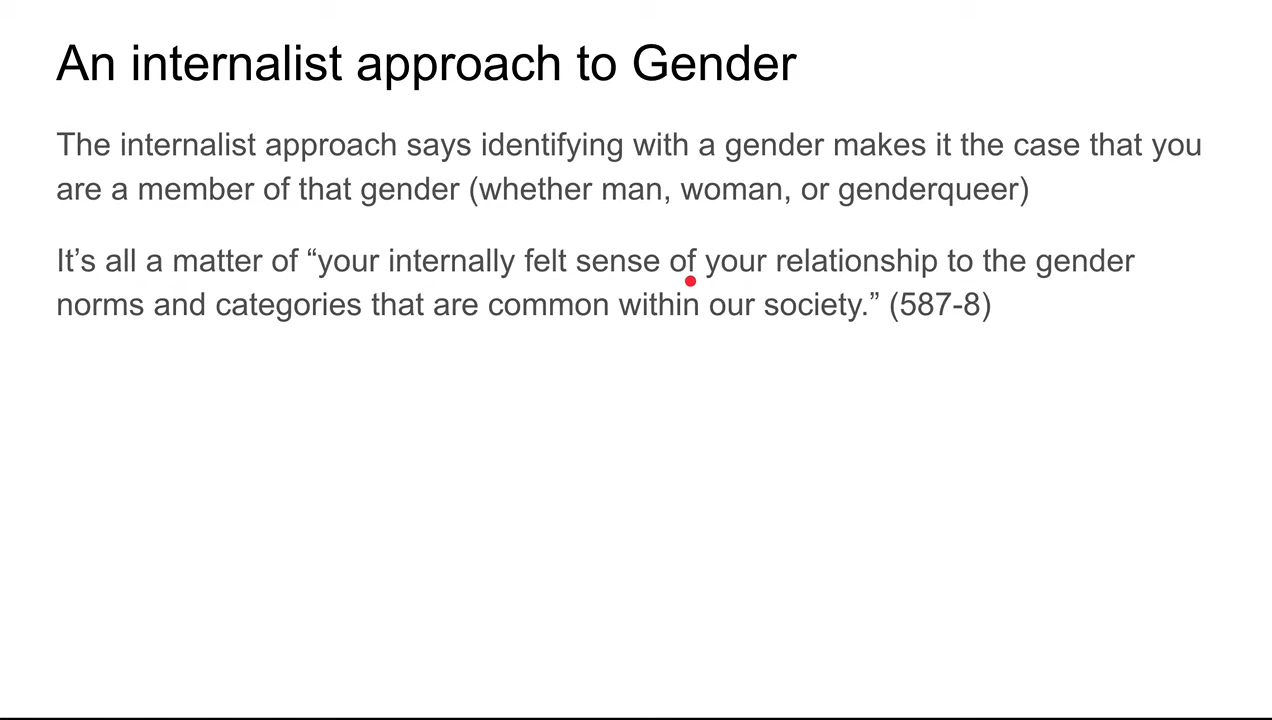 An internalist approach to Gender
The internalist approach says identifying with a gender makes it the case that you
are a member of that gender (whether man, woman, or genderqueer)
It’s all a matter of “your internally felt sense of your relationship to the gender
norms and categories that are common within our society.” (587-8)